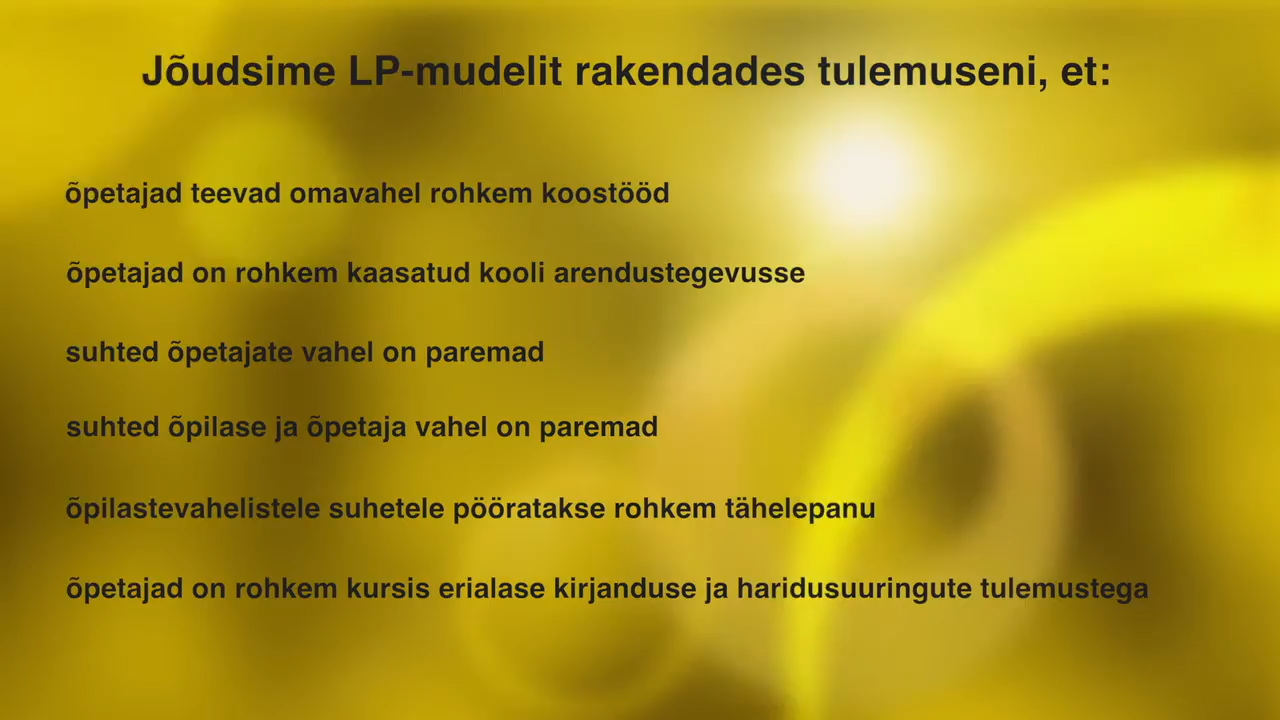 Jõudsime LP-mudelit rakendades tulemuseni, et:
õpetajad teevad omavahel rohkem koostööd
õpetajad on rohkem kaasatud kooli arendustegevusse
suhted õpetajate vahel on paremad
suhted õpilase ja õpetaja vahel on paremad
õpilastevahelistele suhetele pööratakse rohkem tähelepanu
õpetajad on rohkem kursis erialase kirjanduse ja haridusuuringute tulemustega